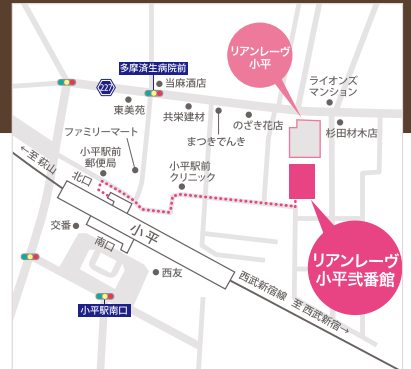 多摩済生病院前
当麻酒店
227
東美苑
共栄建材
まつきでんき
のざき花店
リアンレーヴ
小平
ライオンズ
マンション
杉田材木店
ファミリーマート
小平駅前
郵便局
小平駅前
クリニック
←至 萩山
北口
小平
交番
南口
西友
小平駅南口
リアンレーヴ
小平弐番館
西武新宿線 至 西武新宿→